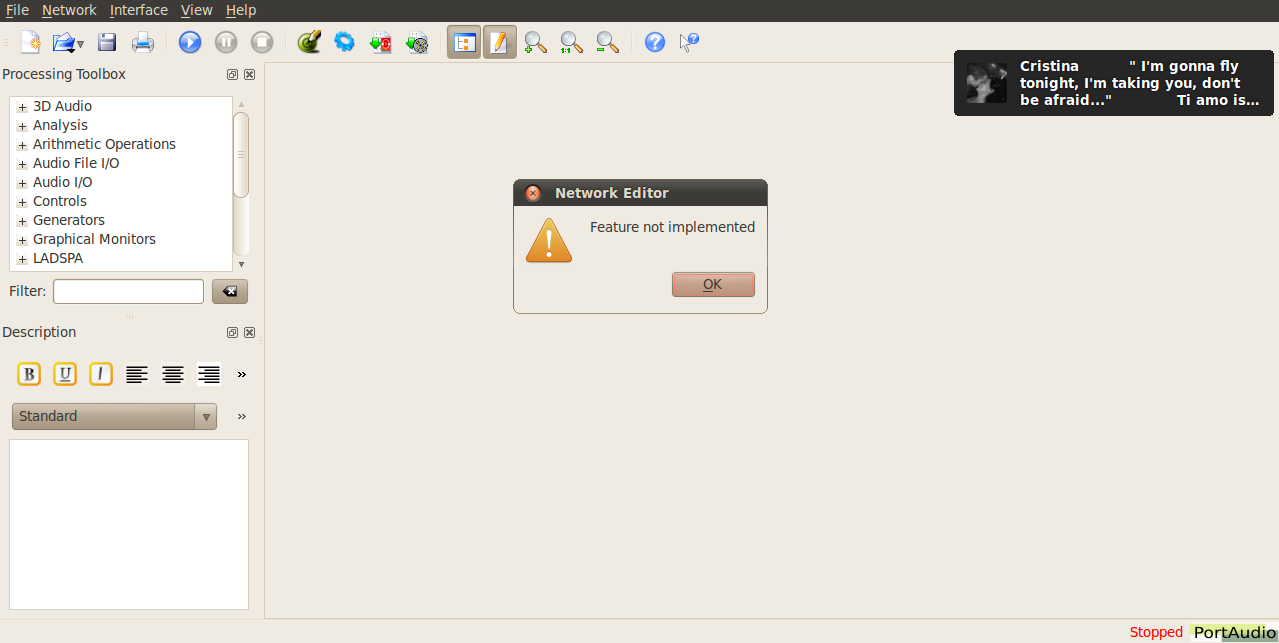 File Network Interface View Help
Processing Toolbox
3D Audio
Analysis
Arithmetic Operations
Audio File I/O
Audio I/O
Controls
Generators
Graphical Monitors
LADSPA
Filter:
Description
B U I »
Standard »
Cristina " I'm gonna fly
tonight, I'm taking you, don't
be afraid..." Ti amo is...
Network Editor
Feature not implemented
OK
Stopped PortAudio